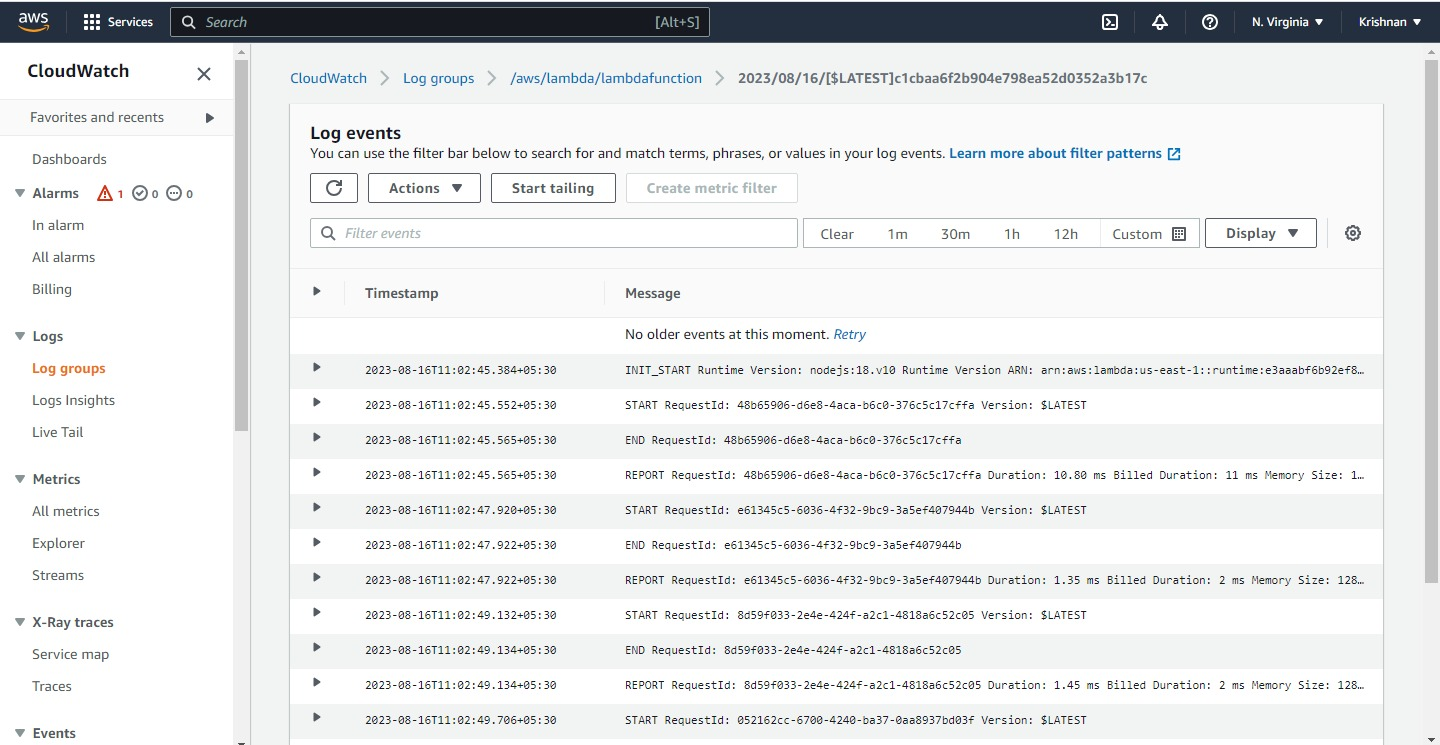 aws Services Search [Alt+S] N. Virginia Krishnan
CloudWatch
Favorites and recents
Dashboards
Alarms 1 0 0
In alarm
All alarms
Billing
Logs
Log groups
Logs Insights
Live Tail
Metrics
All metrics
Explorer
Streams
X-Ray traces
Service map
Traces
Events
CloudWatch Log groups /aws/lambda/lambdafunction 2023/08/16/[$LATEST]c1cbaa6f2b904e798ea52d0352a3b17c
Log events
You can use the filter bar below to search for and match terms, phrases, or values in your log events. Learn more about filter patterns
Actions Start tailing Create metric filter
Filter events Clear 1m 30m 1h 12h Custom Display
Timestamp Message
No older events at this moment. Retry
2023-08-16T11:02:45.384+05:30 INIT_START Runtime Version: nodejs:18.v10 Runtime Version ARN: arn:aws:lambda:us-east-1::runtime:e3aaabf6b92ef8…
2023-08-16T11:02:45.552+05:30 START RequestId: 48b65906-d6e8-4aca-b6c0-376c5c17cffa Version: $LATEST
2023-08-16T11:02:45.565+05:30 END RequestId: 48b65906-d6e8-4aca-b6c0-376c5c17cffa
2023-08-16T11:02:45.565+05:30 REPORT RequestId: 48b65906-d6e8-4aca-b6c0-376c5c17cffa Duration: 10.80 ms Billed Duration: 11 ms Memory Size: 1…
2023-08-16T11:02:47.920+05:30 START RequestId: e61345c5-6036-4f32-9bc9-3a5ef407944b Version: $LATEST
2023-08-16T11:02:47.922+05:30 END RequestId: e61345c5-6036-4f32-9bc9-3a5ef407944b
2023-08-16T11:02:47.922+05:30 REPORT RequestId: e61345c5-6036-4f32-9bc9-3a5ef407944b Duration: 1.35 ms Billed Duration: 2 ms Memory Size: 128…
2023-08-16T11:02:49.132+05:30 START RequestId: 8d59f033-2e4e-424f-a2c1-4818a6c52c05 Version: $LATEST
2023-08-16T11:02:49.134+05:30 END RequestId: 8d59f033-2e4e-424f-a2c1-4818a6c52c05
2023-08-16T11:02:49.134+05:30 REPORT RequestId: 8d59f033-2e4e-424f-a2c1-4818a6c52c05 Duration: 1.45 ms Billed Duration: 2 ms Memory Size: 128…
2023-08-16T11:02:49.706+05:30 START RequestId: 052162cc-6700-4240-ba37-0aa8937bd03f Version: $LATEST